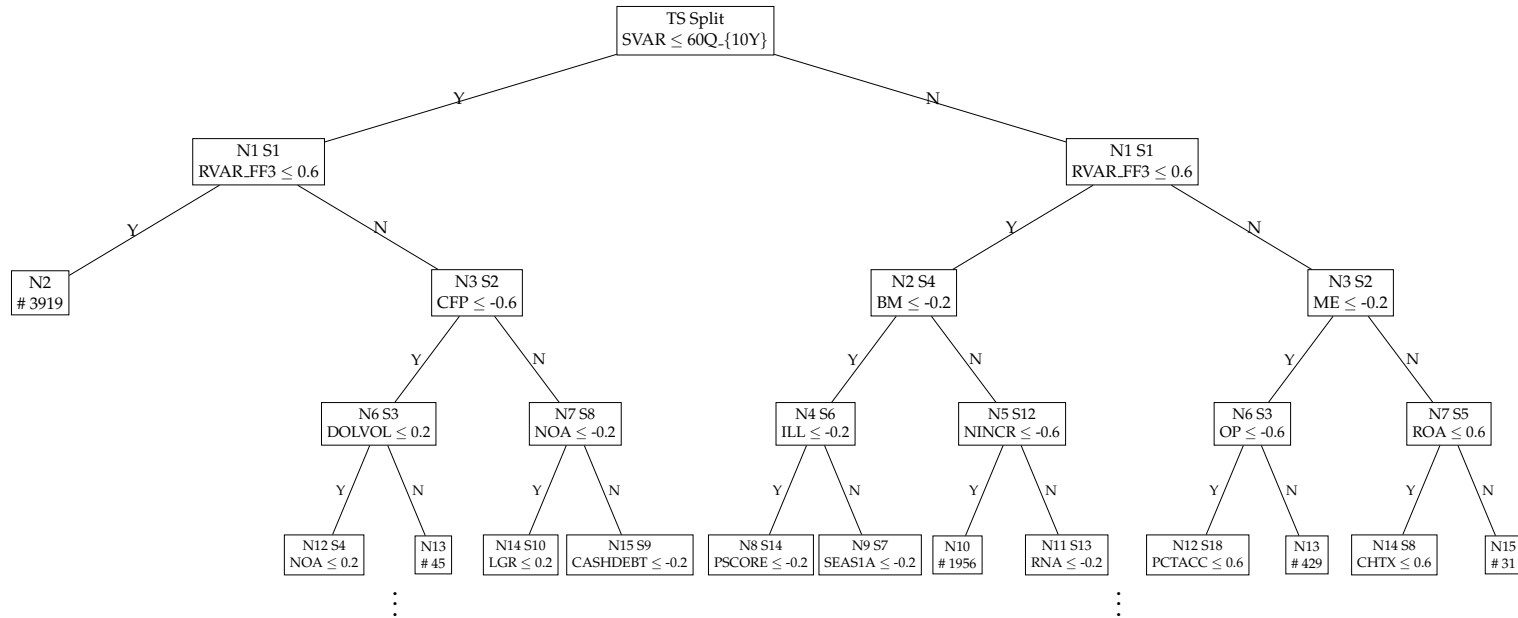 TS Split
SVAR ≤ 60Q_{10Y}
Y
N
N1 S1
RVAR_FF3 ≤ 0.6
N1 S1
RVAR_FF3 ≤ 0.6
Y
N
Y
N
N2
# 3919
N3 S2
CFP ≤ -0.6
N2 S4
BM ≤ -0.2
N3 S2
ME ≤ -0.2
Y
N
Y
N
Y
N
N6 S3
DOLVOL ≤ 0.2
N7 S8
NOA ≤ -0.2
N4 S6
ILL ≤ -0.2
N5 S12
NINCR ≤ -0.6
N6 S3
OP ≤ -0.6
N7 S5
ROA ≤ 0.6
Y
N
Y
N
Y
N
Y
N
Y
N
Y
N
N12 S4
NOA ≤ 0.2
N13
# 45
N14 S10
LGR ≤ 0.2
N15 S9
CASHDEBT ≤ -0.2
N8 S14
PSCORE ≤ -0.2
N9 S7
SEAS1A ≤ -0.2
N10
# 1956
N11 S13
RNA ≤ -0.2
N12 S18
PCTACC ≤ 0.6
N13
# 429
N14 S8
CHTX ≤ 0.6
N15
# 31
⋮
⋮